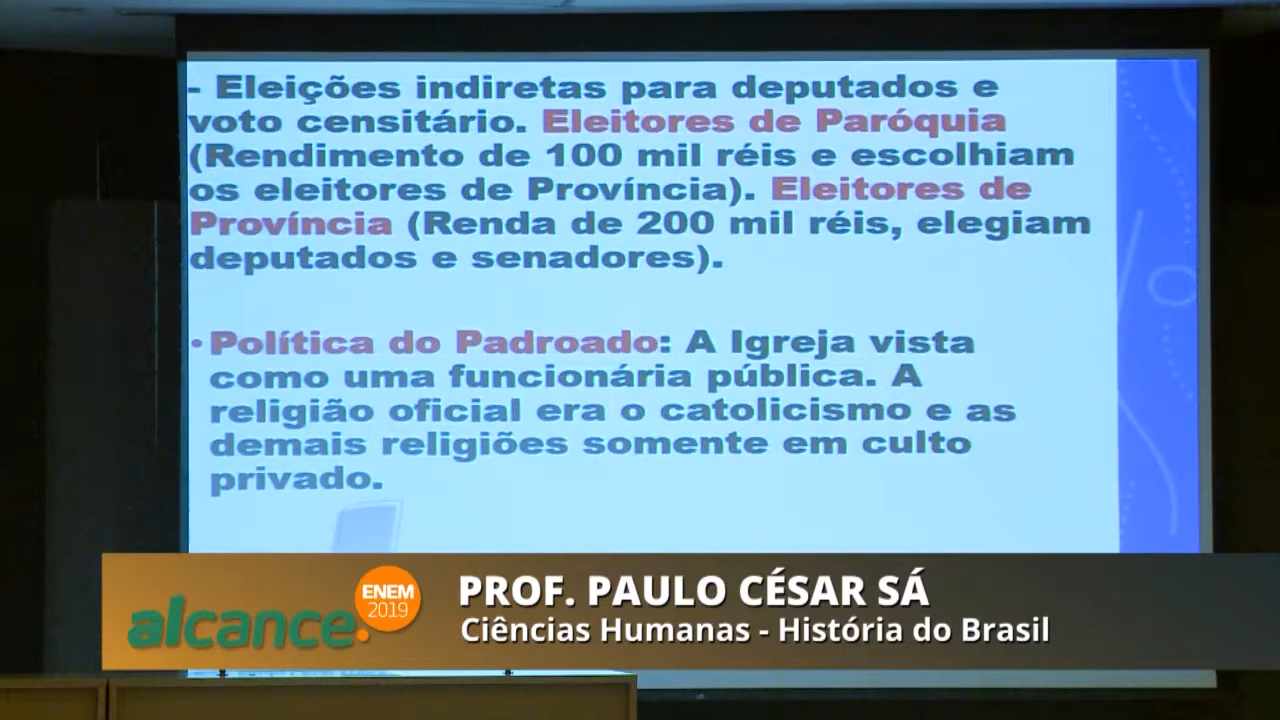 - Eleições indiretas para deputados e
voto censitário. Eleitores de Paróquia
(Rendimento de 100 mil réis e escolhiam
os eleitores de Província). Eleitores de
Província (Renda de 200 mil réis, elegiam
deputados e senadores).
• Política do Padroado: A Igreja vista
como uma funcionária pública. A
religião oficial era o catolicismo e as
demais religiões somente em culto
privado.
alcance.
ENEM
2019
PROF. PAULO CÉSAR SÁ
Ciências Humanas - História do Brasil